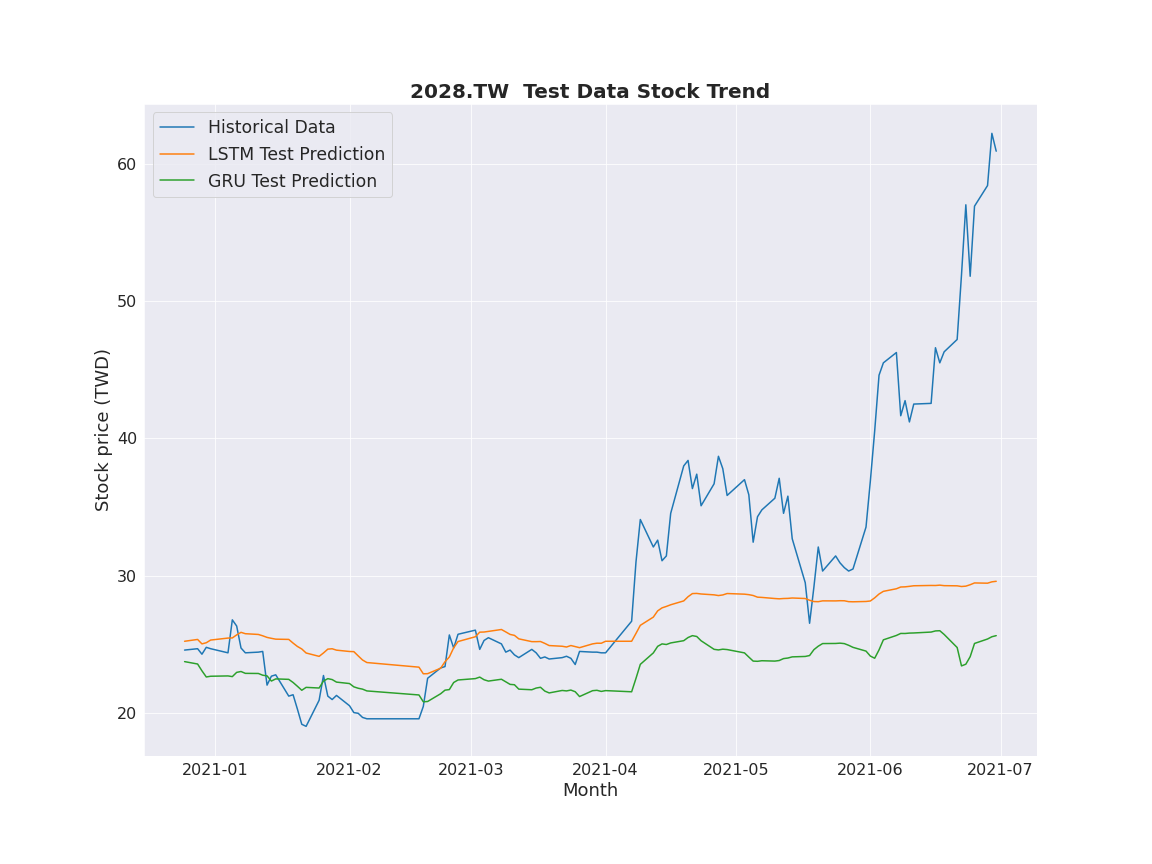 2028.TW  Test Data Stock Trend
Historical Data
LSTM Test Prediction
GRU Test Prediction
60
50
40
30
20
Stock price (TWD)
2021-01 2021-02 2021-03 2021-04 2021-05 2021-06 2021-07
Month